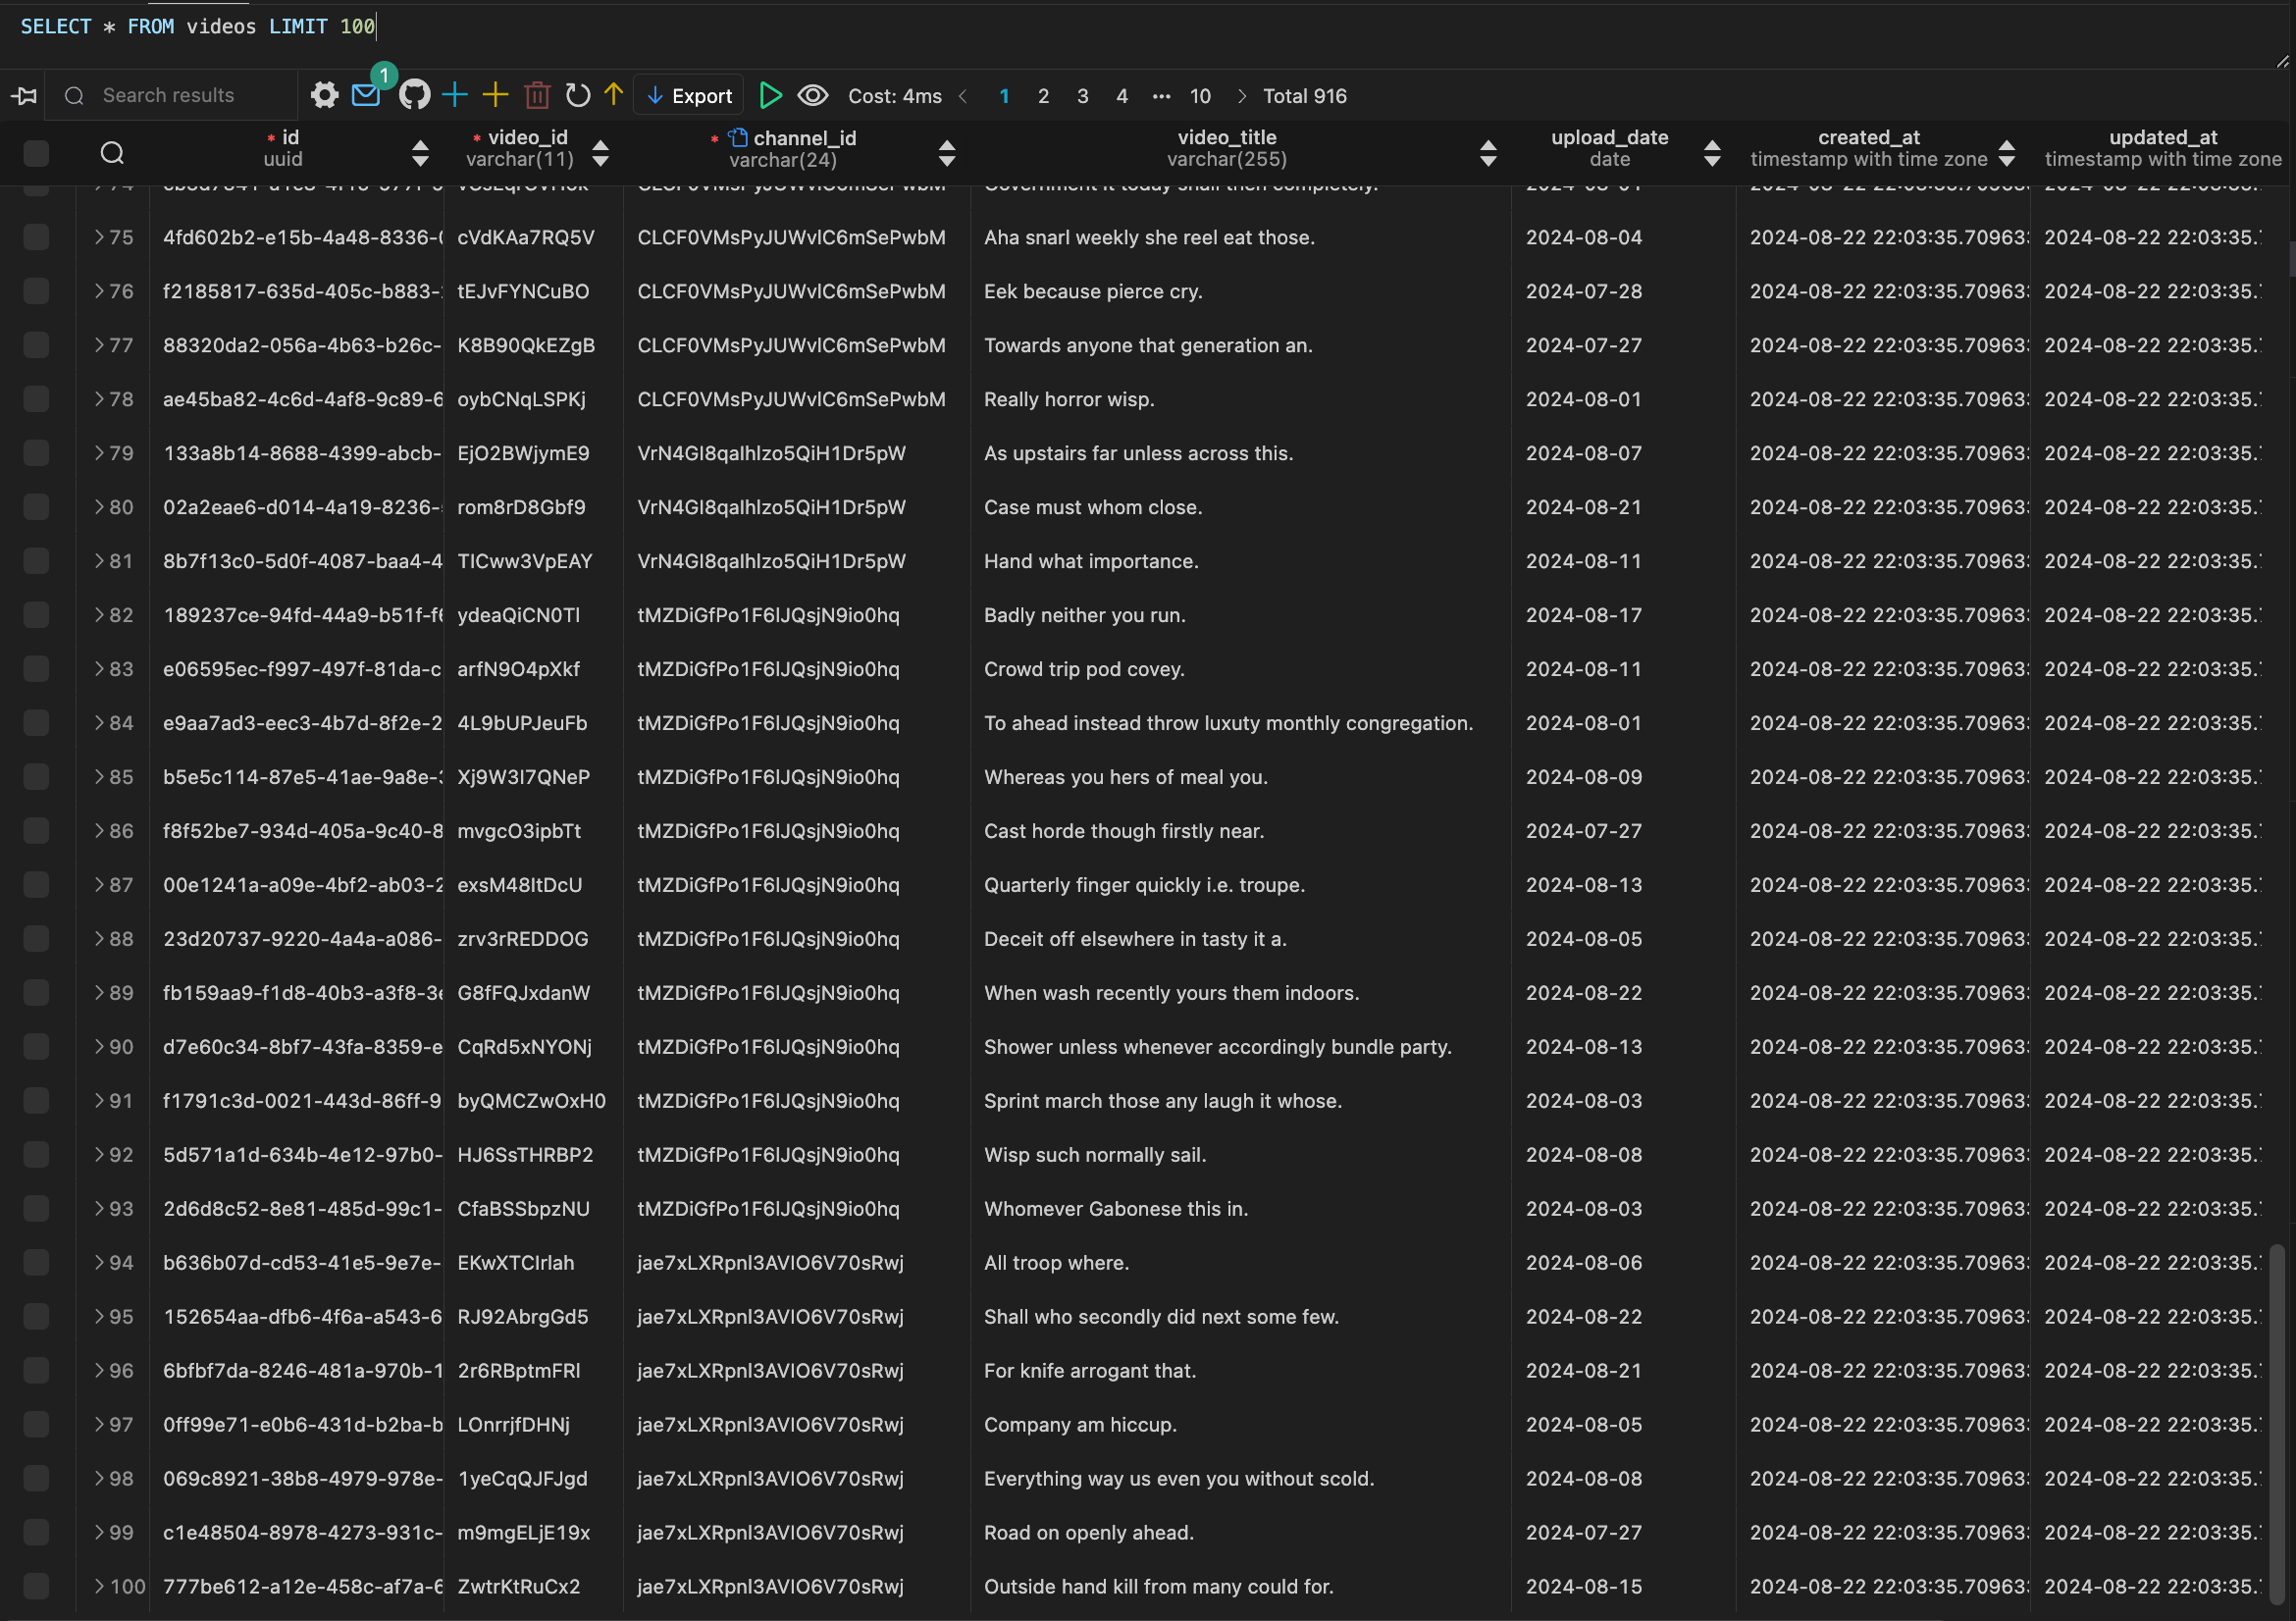 SELECT * FROM videos LIMIT 100
Search results 1 Export Cost: 4ms 1 2 3 4 ••• 10 Total 916
* id * video_id * channel_id video_title upload_date created_at updated_at
uuid varchar(11) varchar(24) varchar(255) date timestamp with time zone timestamp with time zone
75 4fd602b2-e15b-4a48-8336- cVdKAa7RQ5V CLCF0VMsPyJUWvlC6mSePwbM Aha snarl weekly she reel eat those. 2024-08-04 2024-08-22 22:03:35.70963 2024-08-22 22:03:35.
76 f2185817-635d-405c-b883- tEJvFYNCuBO CLCF0VMsPyJUWvlC6mSePwbM Eek because pierce cry. 2024-07-28 2024-08-22 22:03:35.70963 2024-08-22 22:03:35.
77 88320da2-056a-4b63-b26c- K8B90QkEZgB CLCF0VMsPyJUWvlC6mSePwbM Towards anyone that generation an. 2024-07-27 2024-08-22 22:03:35.70963 2024-08-22 22:03:35.
78 ae45ba82-4c6d-4af8-9c89-6 oybCNqLSPKj CLCF0VMsPyJUWvlC6mSePwbM Really horror wisp. 2024-08-01 2024-08-22 22:03:35.70963 2024-08-22 22:03:35.
79 133a8b14-8688-4399-abcb- EjO2BWjymE9 VrN4GI8qaIhlzo5QiH1Dr5pW As upstairs far unless across this. 2024-08-07 2024-08-22 22:03:35.70963 2024-08-22 22:03:35.
80 02a2eae6-d014-4a19-8236- rom8rD8Gbf9 VrN4GI8qaIhlzo5QiH1Dr5pW Case must whom close. 2024-08-21 2024-08-22 22:03:35.70963 2024-08-22 22:03:35.
81 8b7f13c0-5d0f-4087-baa4-4 TICww3VpEAY VrN4GI8qaIhlzo5QiH1Dr5pW Hand what importance. 2024-08-11 2024-08-22 22:03:35.70963 2024-08-22 22:03:35.
82 189237ce-94fd-44a9-b51f-f ydeaQiCN0Tl tMZDiGfPo1F6lJQsjN9io0hq Badly neither you run. 2024-08-17 2024-08-22 22:03:35.70963 2024-08-22 22:03:35.
83 e06595ec-f997-497f-81da-c arfN9O4pXkf tMZDiGfPo1F6lJQsjN9io0hq Crowd trip pod covey. 2024-08-11 2024-08-22 22:03:35.70963 2024-08-22 22:03:35.
84 e9aa7ad3-eec3-4b7d-8f2e-2 4L9bUPJeuFb tMZDiGfPo1F6lJQsjN9io0hq To ahead instead throw luxuty monthly congregation. 2024-08-01 2024-08-22 22:03:35.70963 2024-08-22 22:03:35.
85 b5e5c114-87e5-41ae-9a8e- Xj9W3I7QNeP tMZDiGfPo1F6lJQsjN9io0hq Whereas you hers of meal you. 2024-08-09 2024-08-22 22:03:35.70963 2024-08-22 22:03:35.
86 f8f52be7-934d-405a-9c40-8 mvgcO3ipbTt tMZDiGfPo1F6lJQsjN9io0hq Cast horde though firstly near. 2024-07-27 2024-08-22 22:03:35.70963 2024-08-22 22:03:35.
87 00e1241a-a09e-4bf2-ab03-2 exsM48ItDcU tMZDiGfPo1F6lJQsjN9io0hq Quarterly finger quickly i.e. troupe. 2024-08-13 2024-08-22 22:03:35.70963 2024-08-22 22:03:35.
88 23d20737-9220-4a4a-a086- zrv3rREDDOG tMZDiGfPo1F6lJQsjN9io0hq Deceit off elsewhere in tasty it a. 2024-08-05 2024-08-22 22:03:35.70963 2024-08-22 22:03:35.
89 fb159aa9-f1d8-40b3-a3f8-3 G8fFQJxdanW tMZDiGfPo1F6lJQsjN9io0hq When wash recently yours them indoors. 2024-08-22 2024-08-22 22:03:35.70963 2024-08-22 22:03:35.
90 d7e60c34-8bf7-43fa-8359-e CqRd5xNYONj tMZDiGfPo1F6lJQsjN9io0hq Shower unless whenever accordingly bundle party. 2024-08-13 2024-08-22 22:03:35.70963 2024-08-22 22:03:35.
91 f1791c3d-0021-443d-86ff-9 byQMCZwOxH0 tMZDiGfPo1F6lJQsjN9io0hq Sprint march those any laugh it whose. 2024-08-03 2024-08-22 22:03:35.70963 2024-08-22 22:03:35.
92 5d571a1d-634b-4e12-97b0- HJ6SsTHRBP2 tMZDiGfPo1F6lJQsjN9io0hq Wisp such normally sail. 2024-08-08 2024-08-22 22:03:35.70963 2024-08-22 22:03:35.
93 2d6d8c52-8e81-485d-99c1- CfaBSSbpzNU tMZDiGfPo1F6lJQsjN9io0hq Whomever Gabonese this in. 2024-08-03 2024-08-22 22:03:35.70963 2024-08-22 22:03:35.
94 b636b07d-cd53-41e5-9e7e- EKwXTCIrlah jae7xLXRpnl3AVIO6V70sRwj All troop where. 2024-08-06 2024-08-22 22:03:35.70963 2024-08-22 22:03:35.
95 152654aa-dfb6-4f6a-a543-6 RJ92AbrgGd5 jae7xLXRpnl3AVIO6V70sRwj Shall who secondly did next some few. 2024-08-22 2024-08-22 22:03:35.70963 2024-08-22 22:03:35.
96 6bfbf7da-8246-481a-970b-1 2r6RBptmFRl jae7xLXRpnl3AVIO6V70sRwj For knife arrogant that. 2024-08-21 2024-08-22 22:03:35.70963 2024-08-22 22:03:35.
97 0ff99e71-e0b6-431d-b2ba-b LOnrrjfDHNj jae7xLXRpnl3AVIO6V70sRwj Company am hiccup. 2024-08-05 2024-08-22 22:03:35.70963 2024-08-22 22:03:35.
98 069c8921-38b8-4979-978e- 1yeCqQJFJgd jae7xLXRpnl3AVIO6V70sRwj Everything way us even you without scold. 2024-08-08 2024-08-22 22:03:35.70963 2024-08-22 22:03:35.
99 c1e48504-8978-4273-931c- m9mgELjE19x jae7xLXRpnl3AVIO6V70sRwj Road on openly ahead. 2024-07-27 2024-08-22 22:03:35.70963 2024-08-22 22:03:35.
100 777be612-a12e-458c-af7a-6 ZwtrKtRuCx2 jae7xLXRpnl3AVIO6V70sRwj Outside hand kill from many could for. 2024-08-15 2024-08-22 22:03:35.70963 2024-08-22 22:03:35.